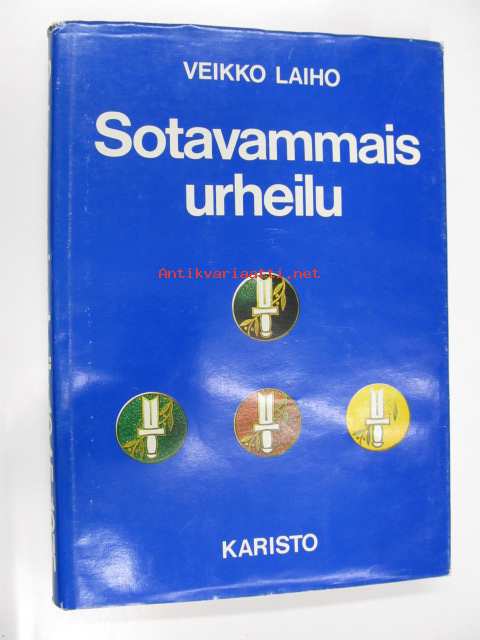 VEIKKO LAIHO
Sotavammais
urheilu
Antikvariaatti.net
KARISTO